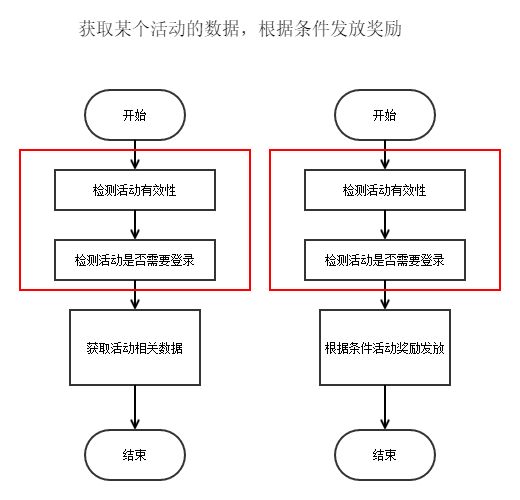 获取某个活动的数据，根据条件发放奖励
开始
检测活动有效性
检测活动是否需要登录
获取活动相关数据
结束
开始
检测活动有效性
检测活动是否需要登录
根据条件活动奖励发放
结束